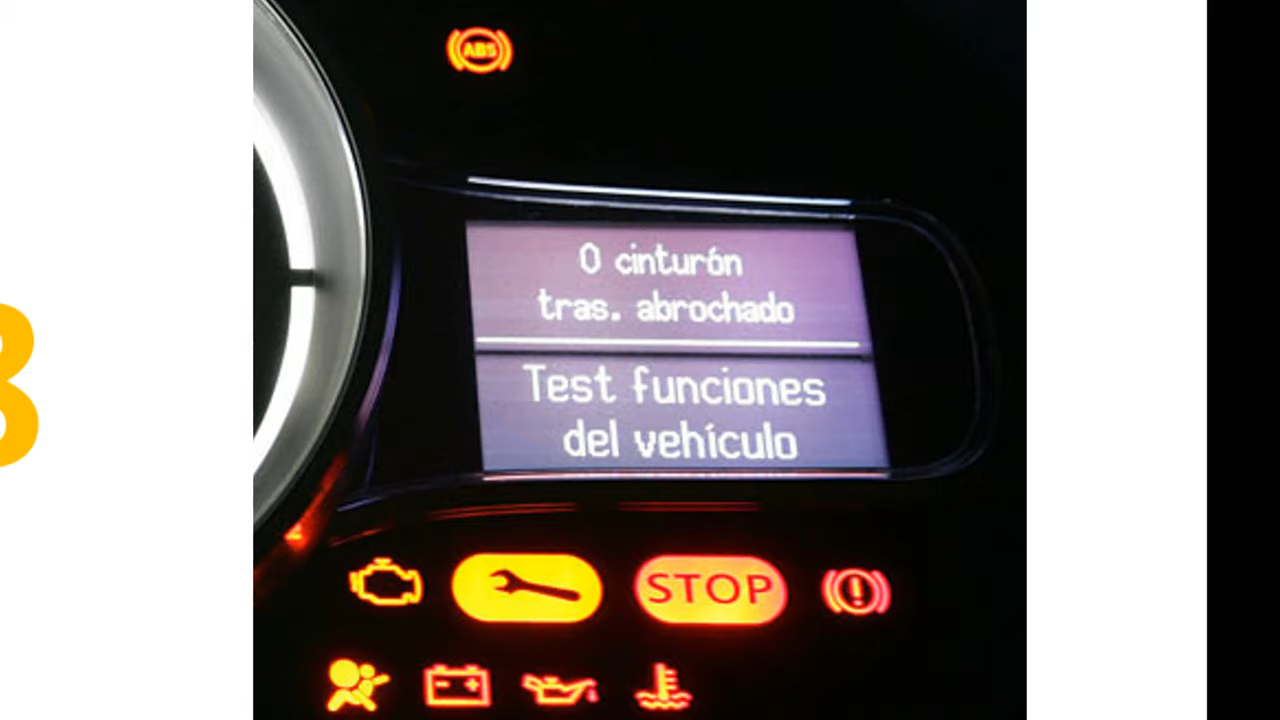 ABS
0 cinturón
tras. abrochado
Test funciones
del vehículo
STOP